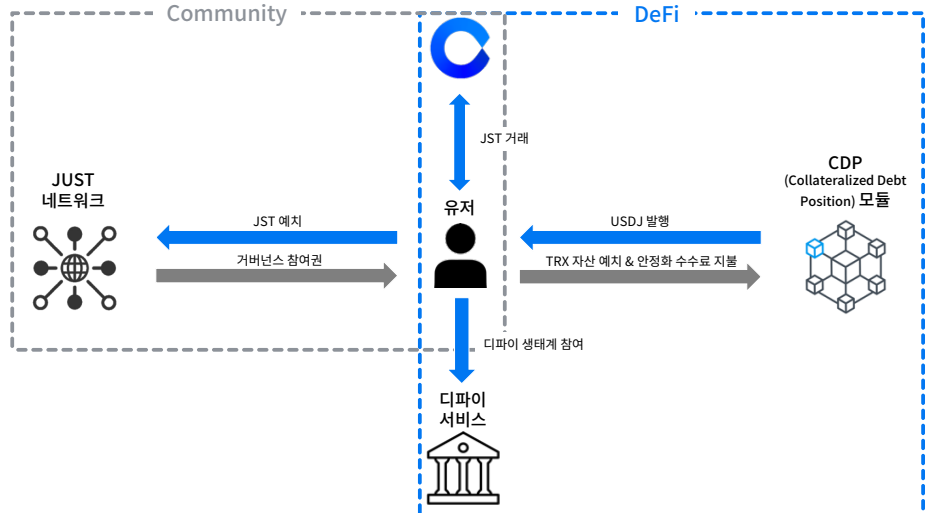 Community
DeFi
JST 거래
JUST
네트워크
유저
CDP
(Collateralized Debt
Position) 모듈
JST 예치
거버넌스 참여권
USDJ 발행
TRX 자산 예치 & 안정화 수수료 지불
디파이 생태계 참여
디파이
서비스